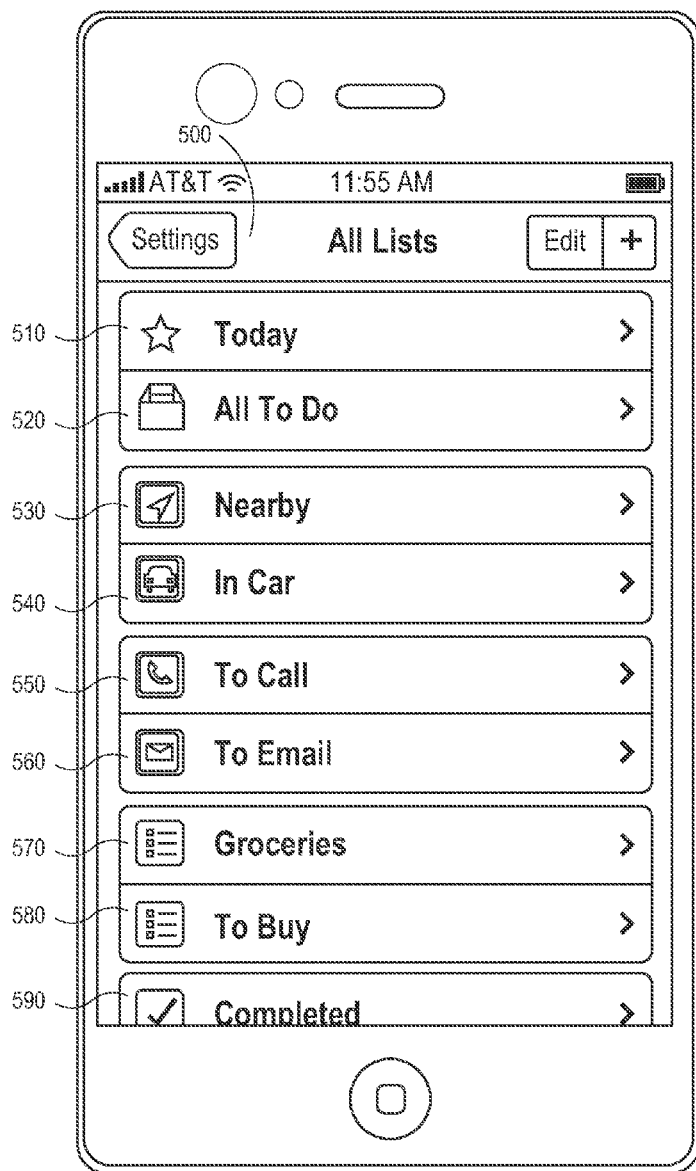 500
AT&T 11:55 AM
Settings All Lists Edit +
510 Today >
520 All To Do >
530 Nearby >
540 In Car >
550 To Call >
560 To Email >
570 Groceries >
580 To Buy >
590 Completed >